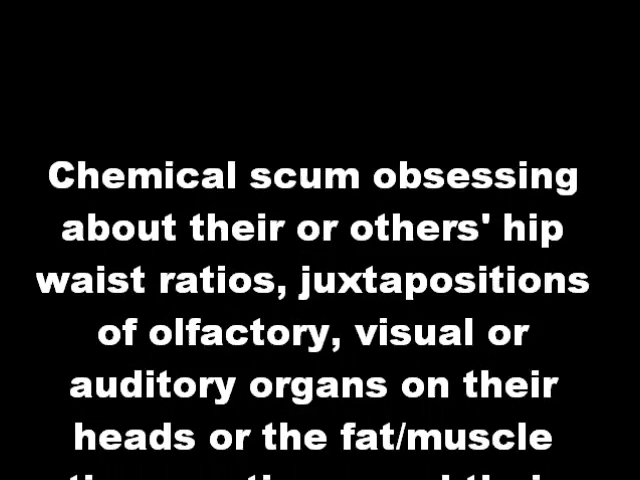 Chemical scum obsessing
about their or others' hip
waist ratios, juxtapositions
of olfactory, visual or
auditory organs on their
heads or the fat/muscle